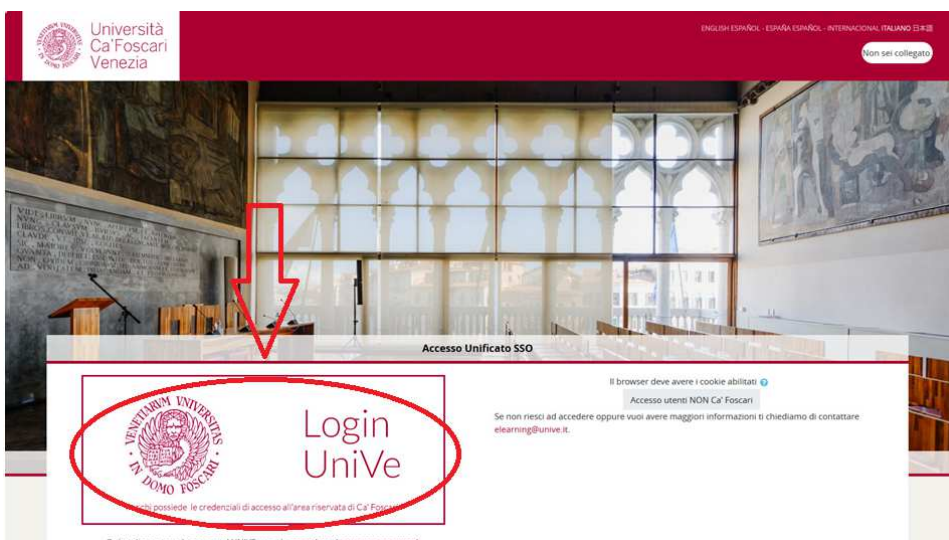 Università
Ca'Foscari
Venezia
ENGLISH ESPAÑOL - ESPAÑA ESPAÑOL - INTERNACIONAL ITALIANO 日本語
Non sei collegato
Accesso Unificato SSO
VENETIARVM VNIVERSITAS
IN DOMO FOSCARI
Login
UniVe
chi possiede le credenziali di accesso all'area riservata di Ca' Foscari
Il browser deve avere i cookie abilitati
Accesso utenti NON Ca' Foscari
Se non riesci ad accedere oppure vuoi avere maggiori informazioni ti chiediamo di contattare
elearning@unive.it.